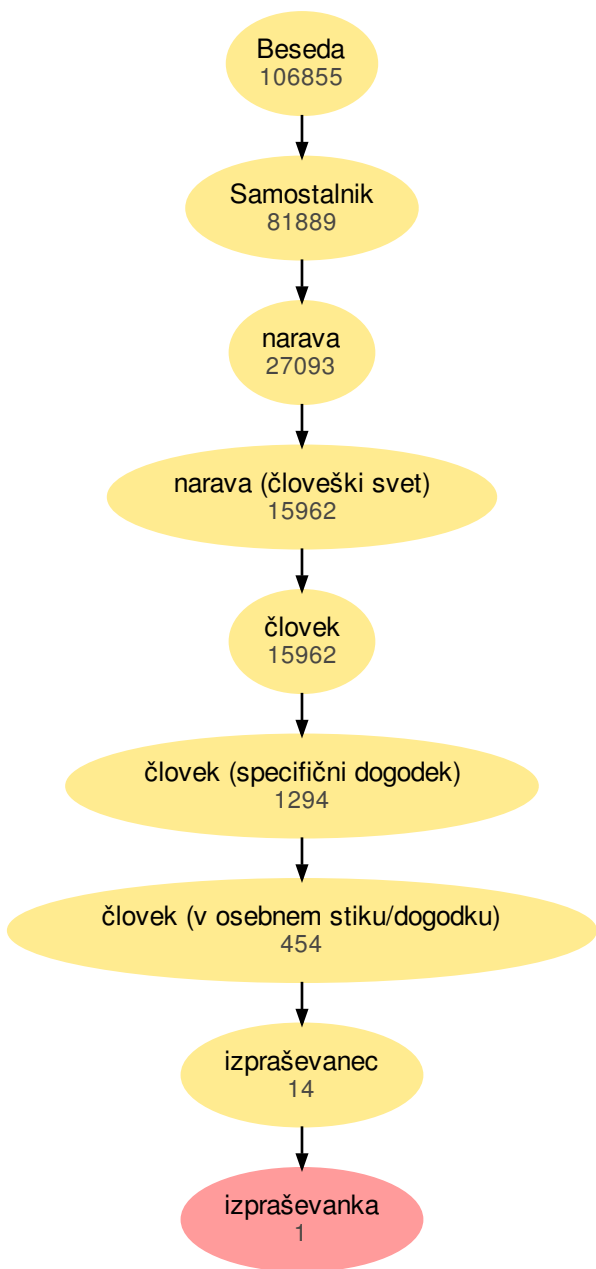 Beseda
106855
Samostalnik
81889
narava
27093
narava (človeški svet)
15962
človek
15962
človek (specifični dogodek)
1294
človek (v osebnem stiku/dogodku)
454
izpraševanec
14
izpraševanka
1